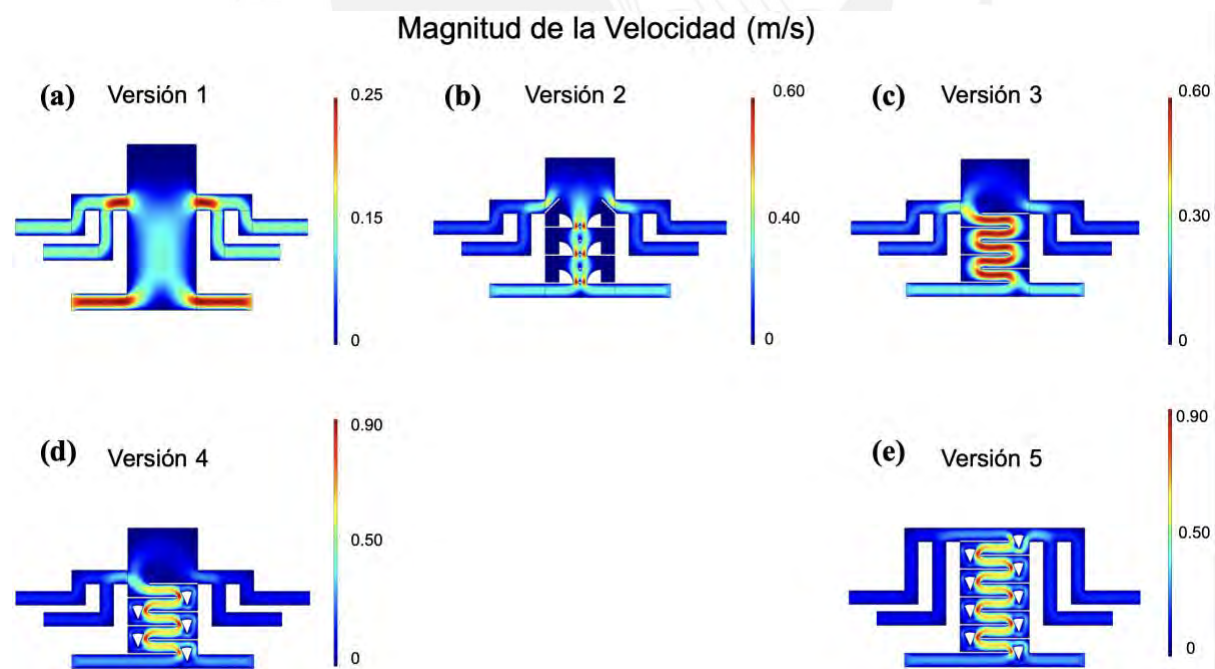 Magnitud de la Velocidad (m/s)
(a) Versión 1
0.25
0.15
0
(b) Versión 2
0.60
0.40
0
(c) Versión 3
0.60
0.30
0
(d) Versión 4
0.90
0.50
0
(e) Versión 5
0.90
0.50
0